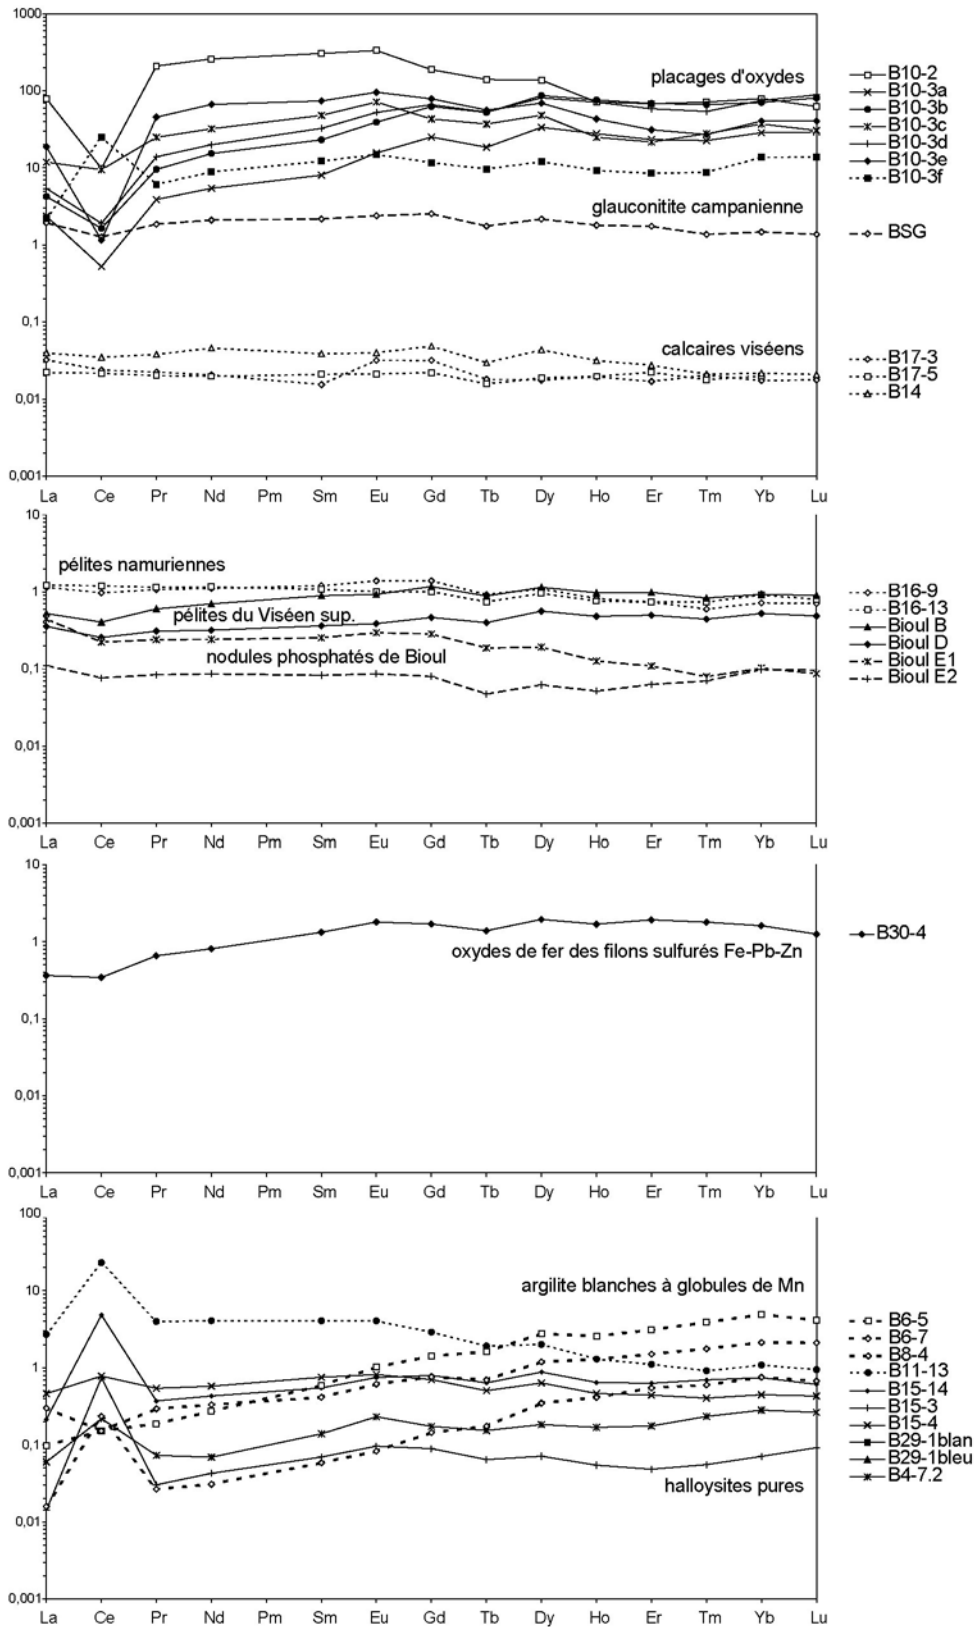 1000
100
10
1
0,1
0,01
0,001
placages d'oxydes
glauconitite campanienne
calcaires viséens
B10-2
B10-3a
B10-3b
B10-3c
B10-3d
B10-3e
B10-3f
BSG
B17-3
B17-5
B14
La Ce Pr Nd Pm Sm Eu Gd Tb Dy Ho Er Tm Yb Lu
10
1
0,1
0,01
0,001
pélites namuriennes
pélites du Viséen sup.
nodules phosphatés de Bioul
B16-9
B16-13
Bioul B
Bioul D
Bioul E1
Bioul E2
La Ce Pr Nd Pm Sm Eu Gd Tb Dy Ho Er Tm Yb Lu
10
1
0,1
0,01
0,001
oxydes de fer des filons sulfurés Fe-Pb-Zn
B30-4
La Ce Pr Nd Pm Sm Eu Gd Tb Dy Ho Er Tm Yb Lu
100
10
1
0,1
0,01
0,001
argilite blanches à globules de Mn
halloysites pures
B6-5
B6-7
B8-4
B11-13
B15-14
B15-3
B15-4
B29-1blan
B29-1bleu
B4-7.2
La Ce Pr Nd Pm Sm Eu Gd Tb Dy Ho Er Tm Yb Lu